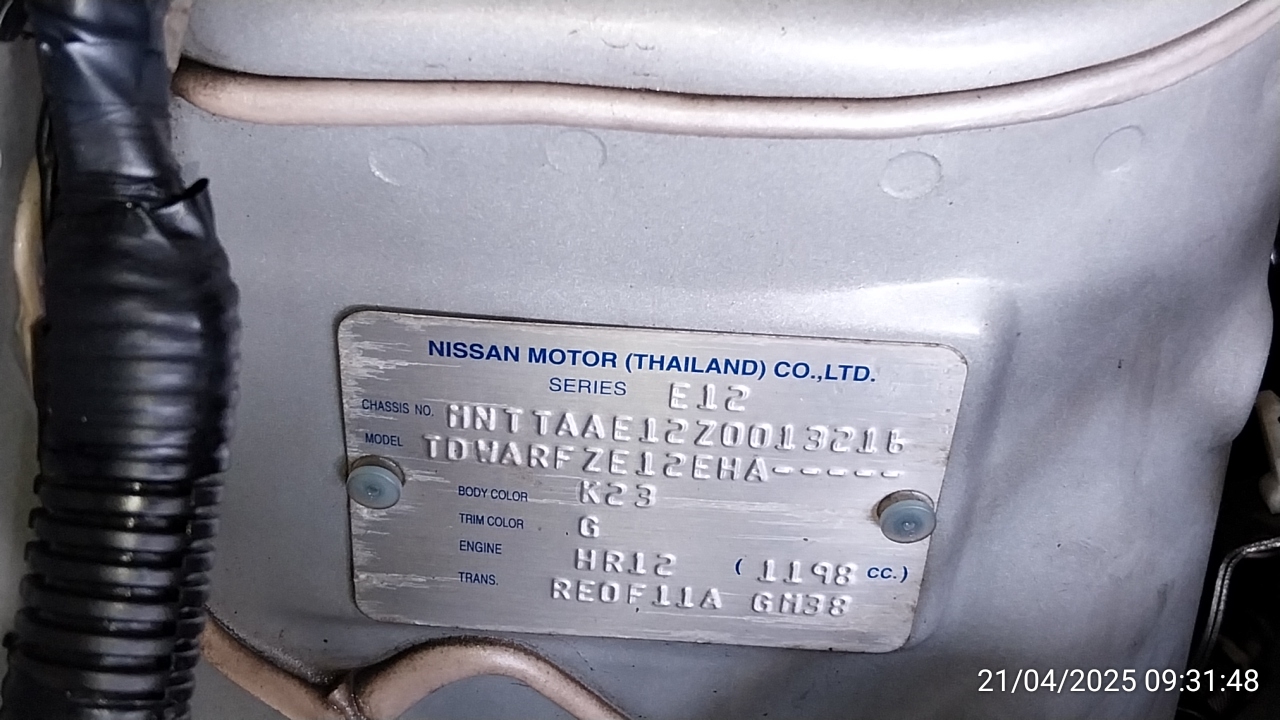 NISSAN MOTOR (THAILAND) CO.,LTD.
SERIES E12
CHASSIS NO. MNTTAAE12Z0013216
MODEL TDWARFZE12EHA-----
BODY COLOR K23
TRIM COLOR G
ENGINE HR12 (1198 CC.)
TRANS. RE0F11A GM38
21/04/2025 09:31:48